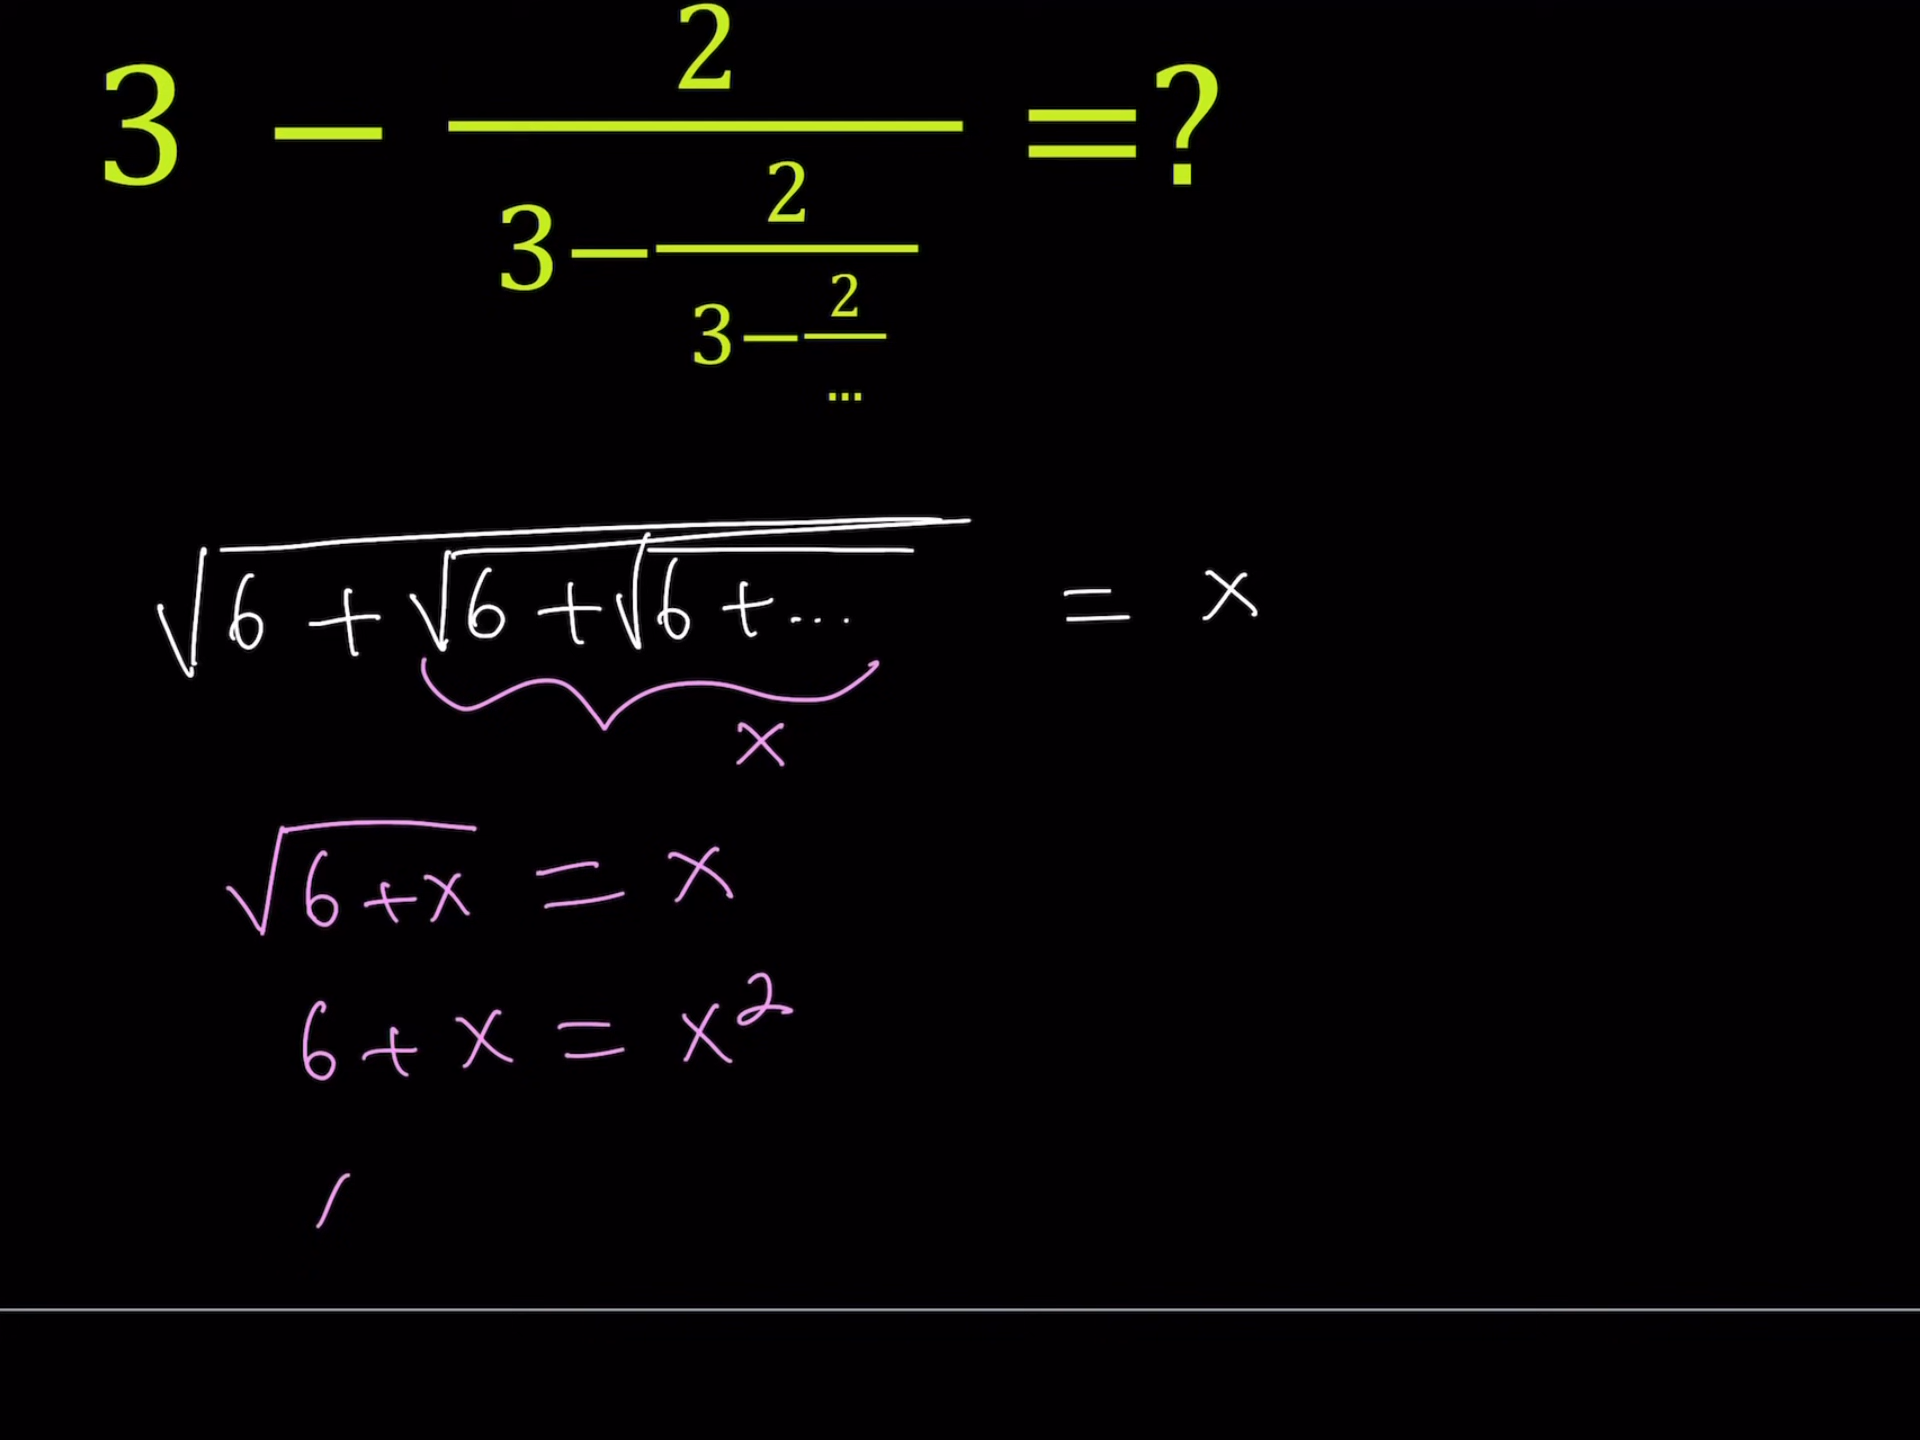 3 − 2/(3−2/(3−2/...)) =?
√(6 + √(6 + √(6 + ... = x
x
√(6+x) = x
6 + x = x²